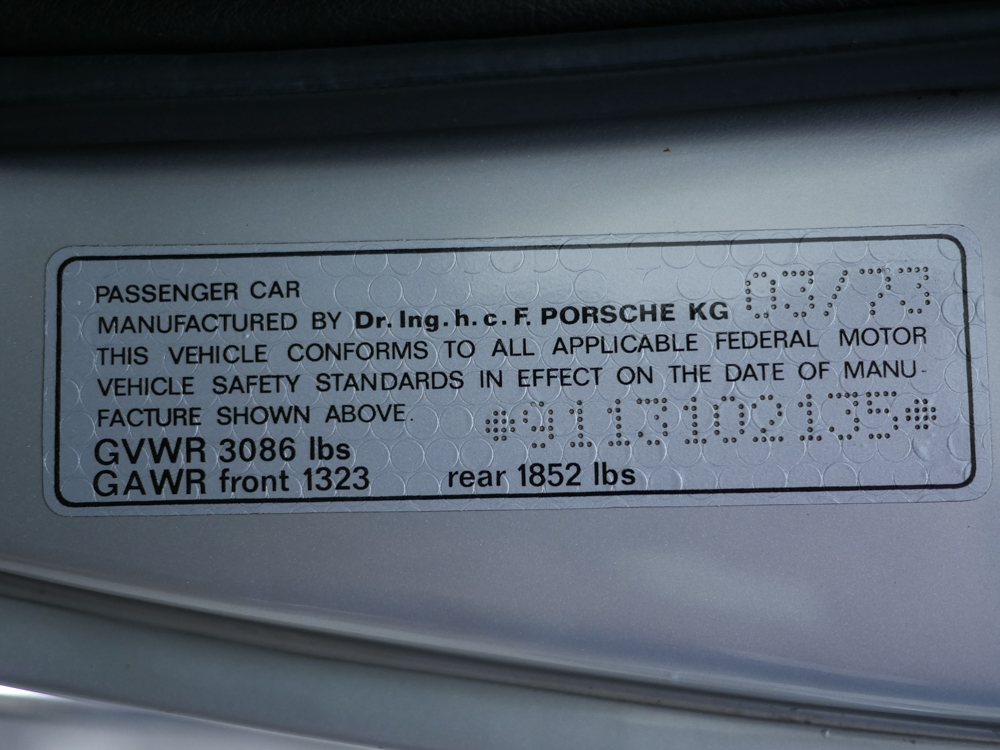 PASSENGER CAR 03/73
MANUFACTURED BY Dr. Ing. h. c. F. PORSCHE KG
THIS VEHICLE CONFORMS TO ALL APPLICABLE FEDERAL MOTOR
VEHICLE SAFETY STANDARDS IN EFFECT ON THE DATE OF MANU-
FACTURE SHOWN ABOVE. *9113102135*
GVWR 3086 lbs
GAWR front 1323 rear 1852 lbs